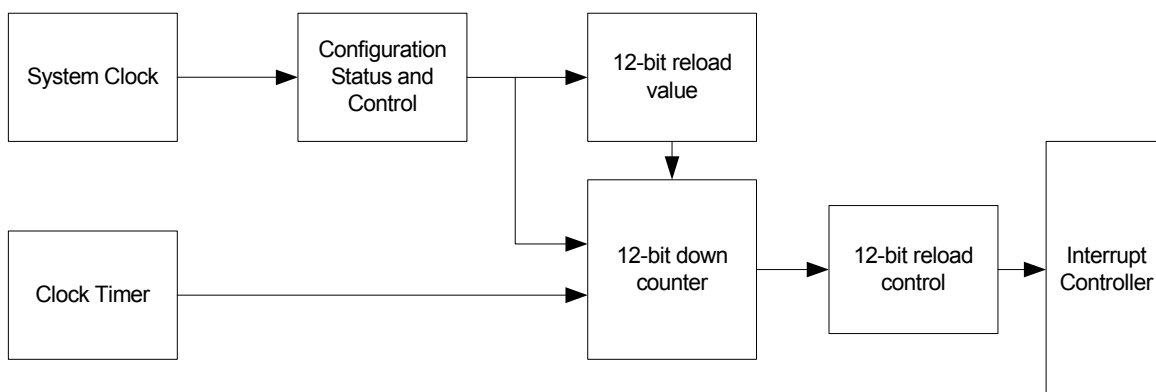 System Clock
Configuration
Status and
Control
12-bit reload
value
Clock Timer
12-bit down
counter
12-bit reload
control
Interrupt
Controller